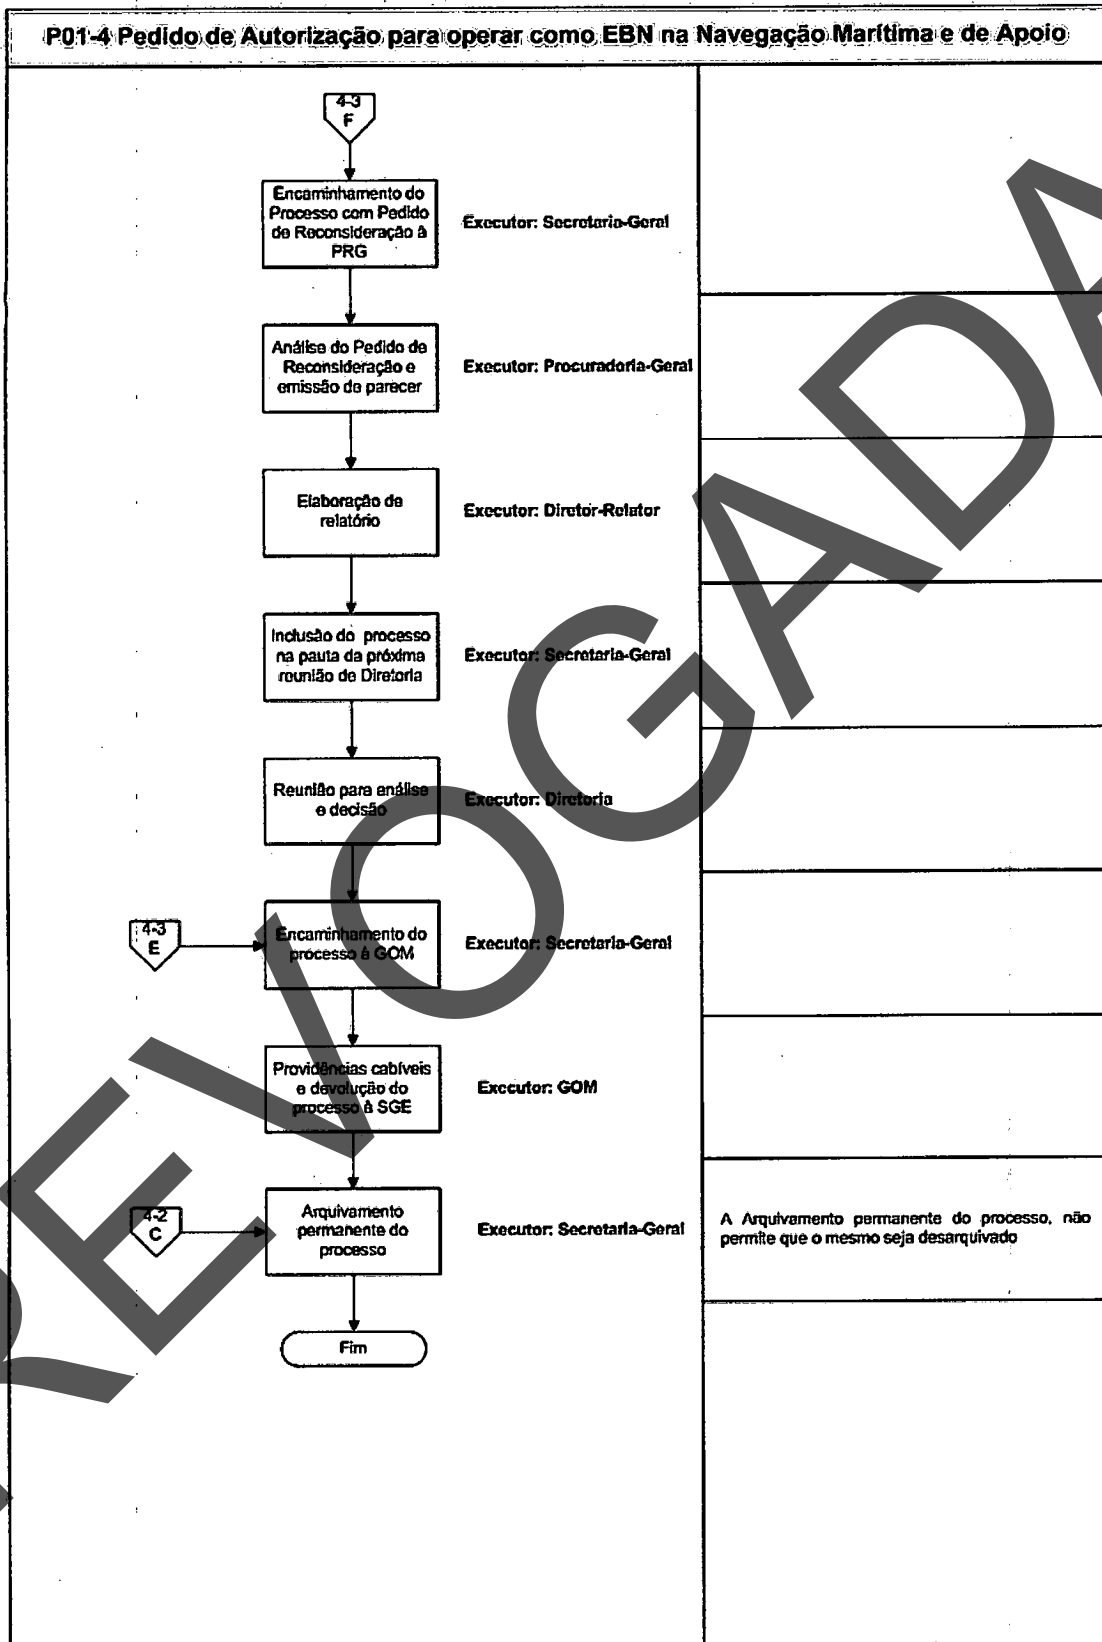 P01-4 Pedido de Autorização para operar como EBN na Navegação Marítima e de Apoio
4-3
F
Encaminhamento do
Processo com Pedido
de Reconsideração à
PRG
Executor: Secretaria-Geral
Análise do Pedido de
Reconsideração e
emissão de parecer
Executor: Procuradoria-Geral
Elaboração de
relatório
Executor: Diretor-Relator
Inclusão do processo
na pauta da próxima
reunião de Diretoria
Executor: Secretaria-Geral
Reunião para análise
e decisão
Executor: Diretoria
4-3
E
Encaminhamento do
processo à GOM
Executor: Secretaria-Geral
Providências cabíveis
e devolução do
processo à SGE
Executor: GOM
4-2
C
Arquivamento
permanente do
processo
Executor: Secretaria-Geral
A Arquivamento permanente do processo, não
permite que o mesmo seja desarquivado
Fim
REVOGADA